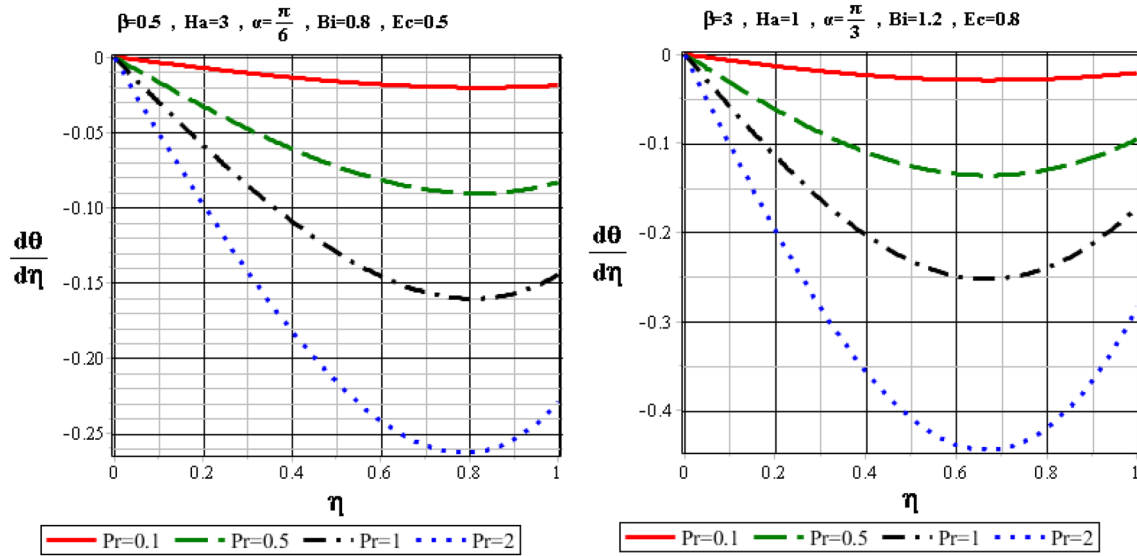 β=0.5 , Ha=3 , α=π/6 , Bi=0.8 , Ec=0.5
0
-0.05
-0.10
-0.15
-0.20
-0.25
dθ
dη
0 0.2 0.4 0.6 0.8 1
η
Pr=0.1 Pr=0.5 Pr=1 Pr=2
β=3 , Ha=1 , α=π/3 , Bi=1.2 , Ec=0.8
0
-0.1
-0.2
-0.3
-0.4
dθ
dη
0 0.2 0.4 0.6 0.8 1
η
Pr=0.1 Pr=0.5 Pr=1 Pr=2